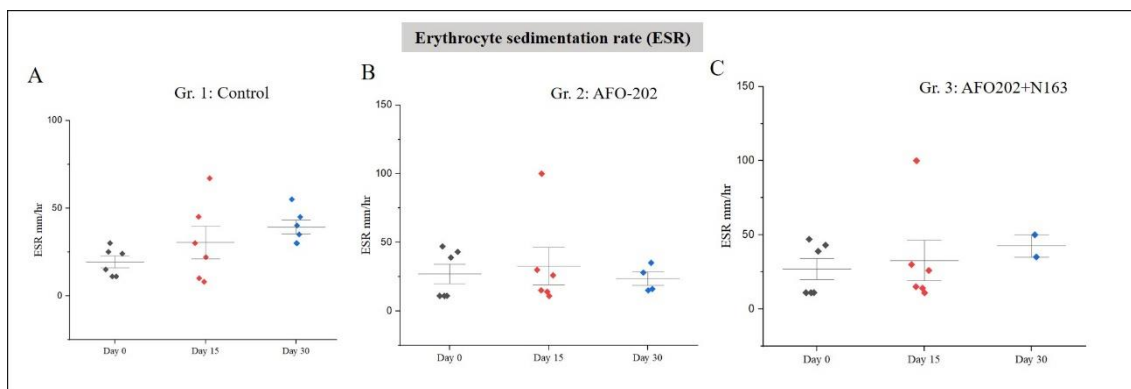 Erythrocyte sedimentation rate (ESR)
A
Gr. 1: Control
ESR mm/hr
100
50
0
Day 0
Day 15
Day 30
B
Gr. 2: AFO-202
ESR mm/hr
150
100
50
0
Day 0
Day 15
Day 30
C
Gr. 3: AFO202+N163
ESR mm/hr
150
100
50
0
Day 0
Day 15
Day 30